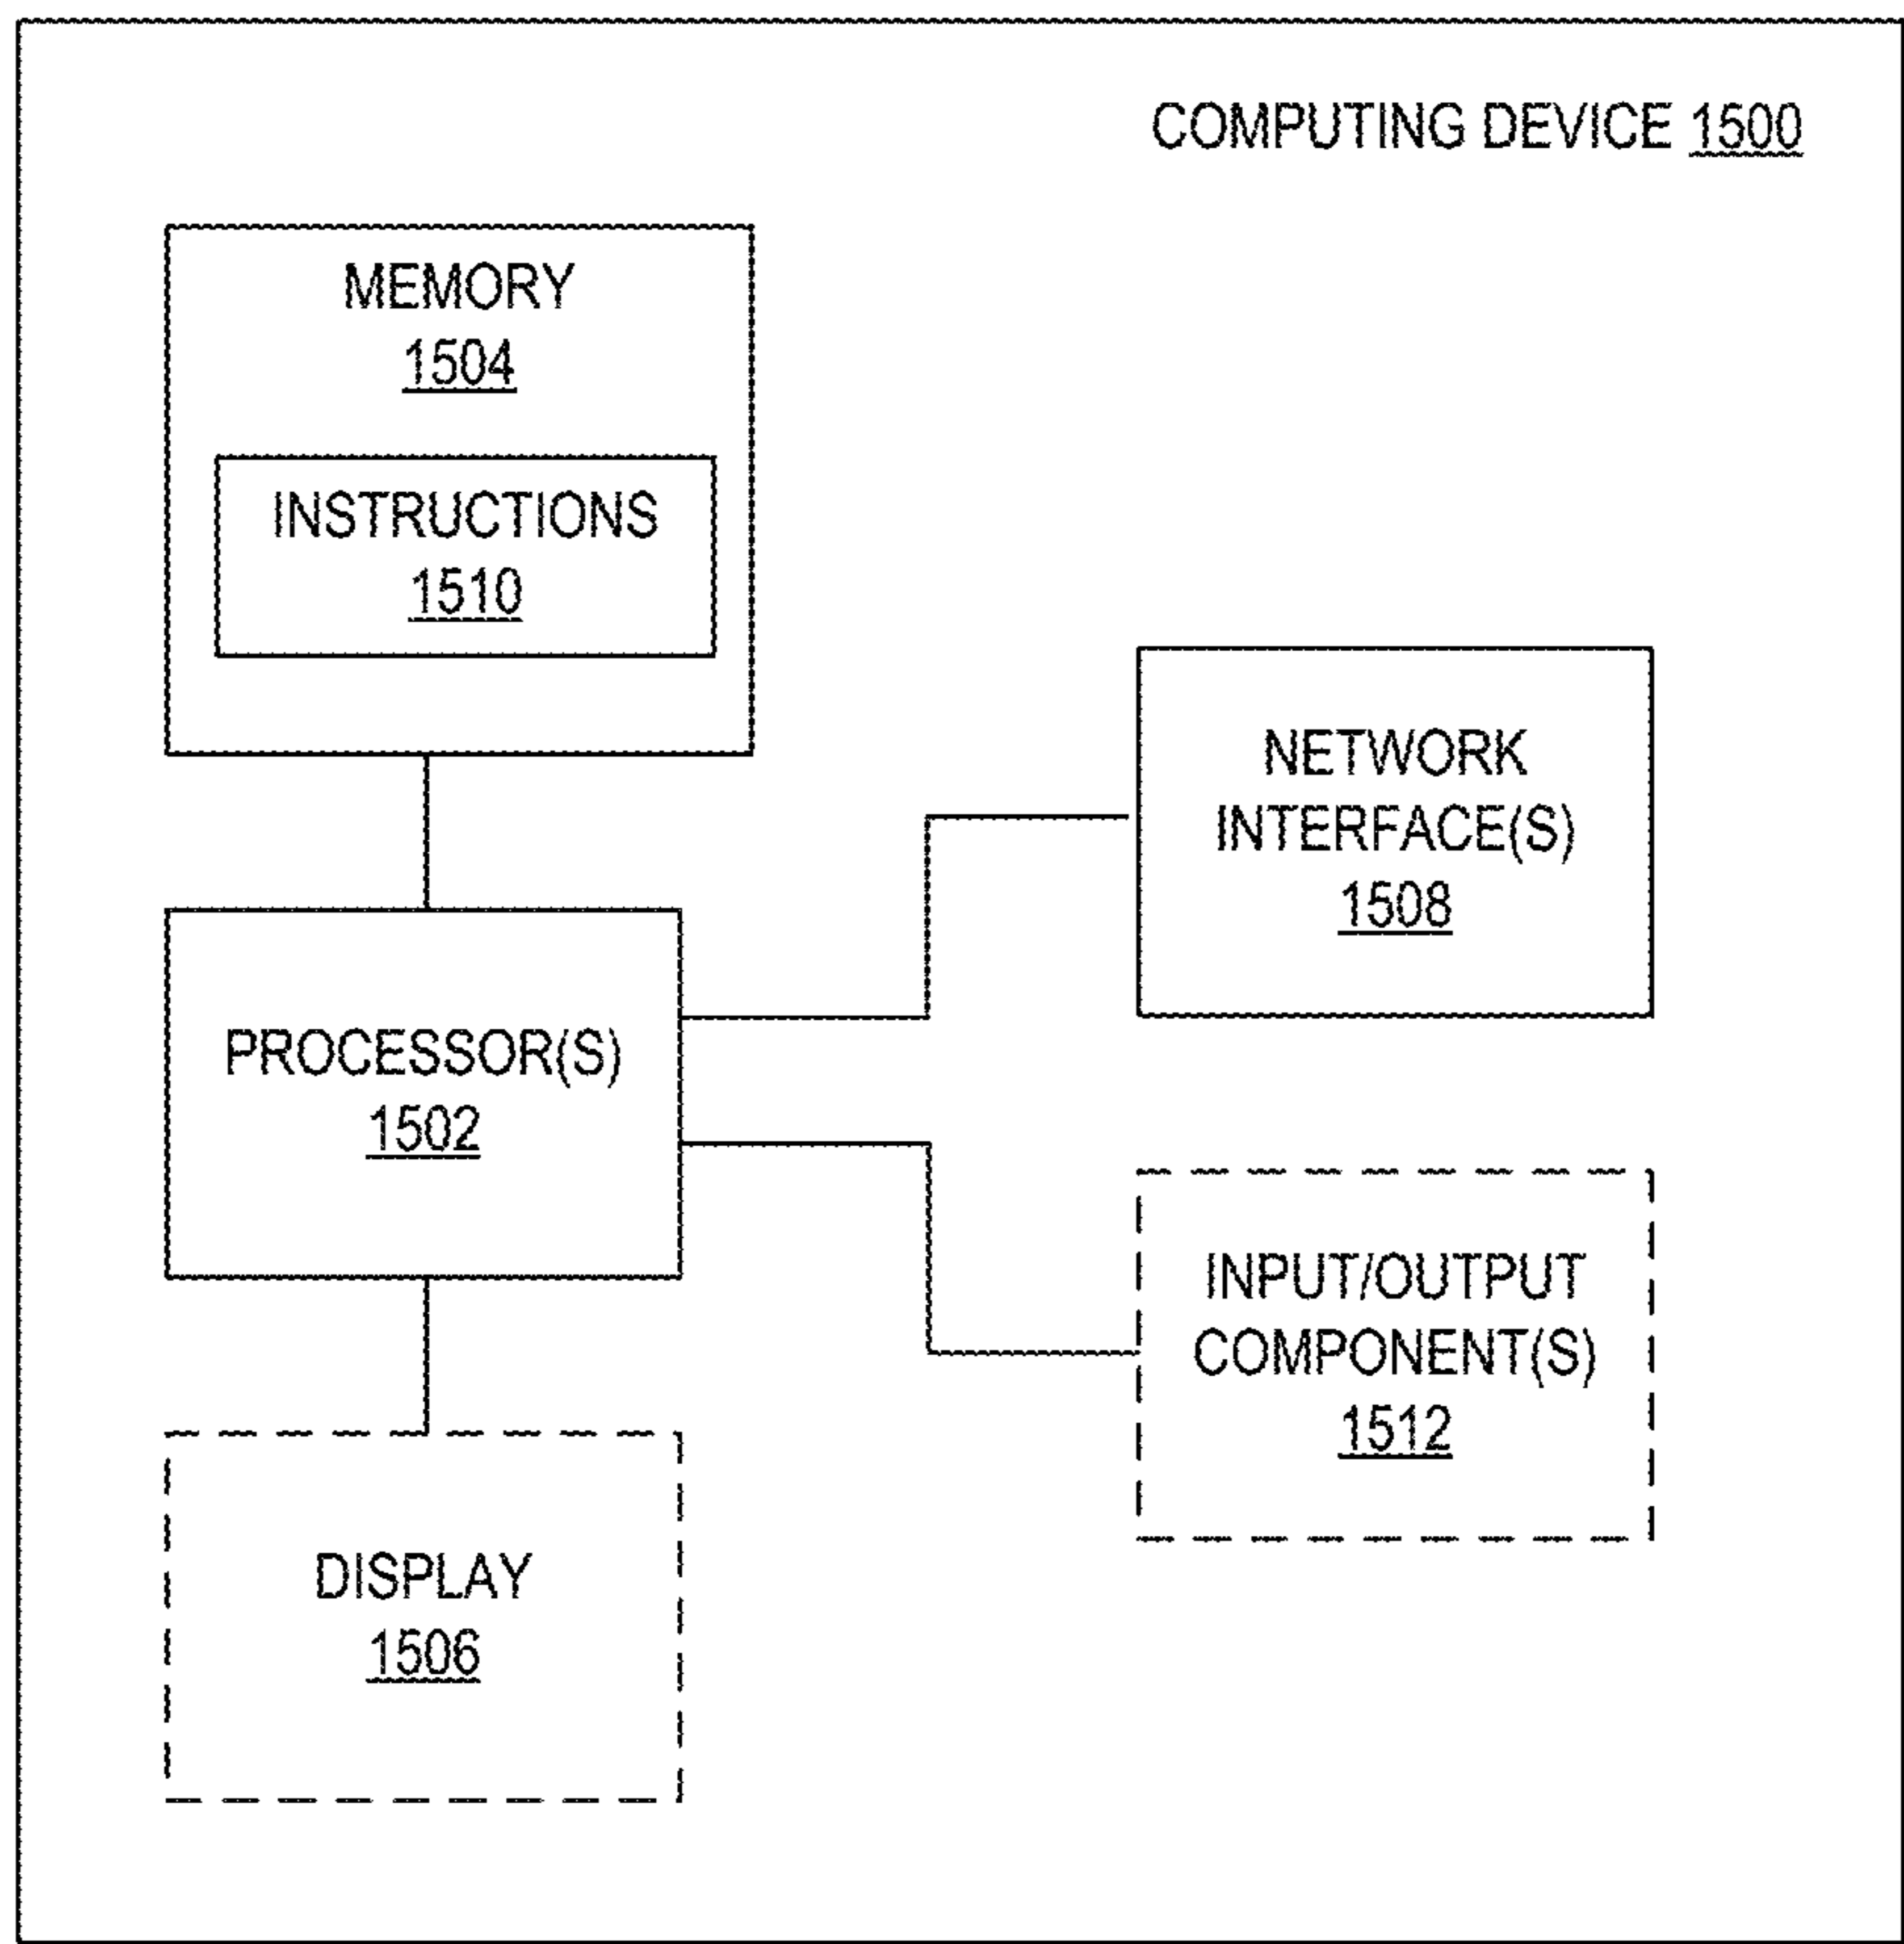 COMPUTING DEVICE 1500
MEMORY
1504
INSTRUCTIONS
1510
NETWORK
INTERFACE(S)
1508
PROCESSOR(S)
1502
INPUT/OUTPUT
COMPONENT(S)
1512
DISPLAY
1506